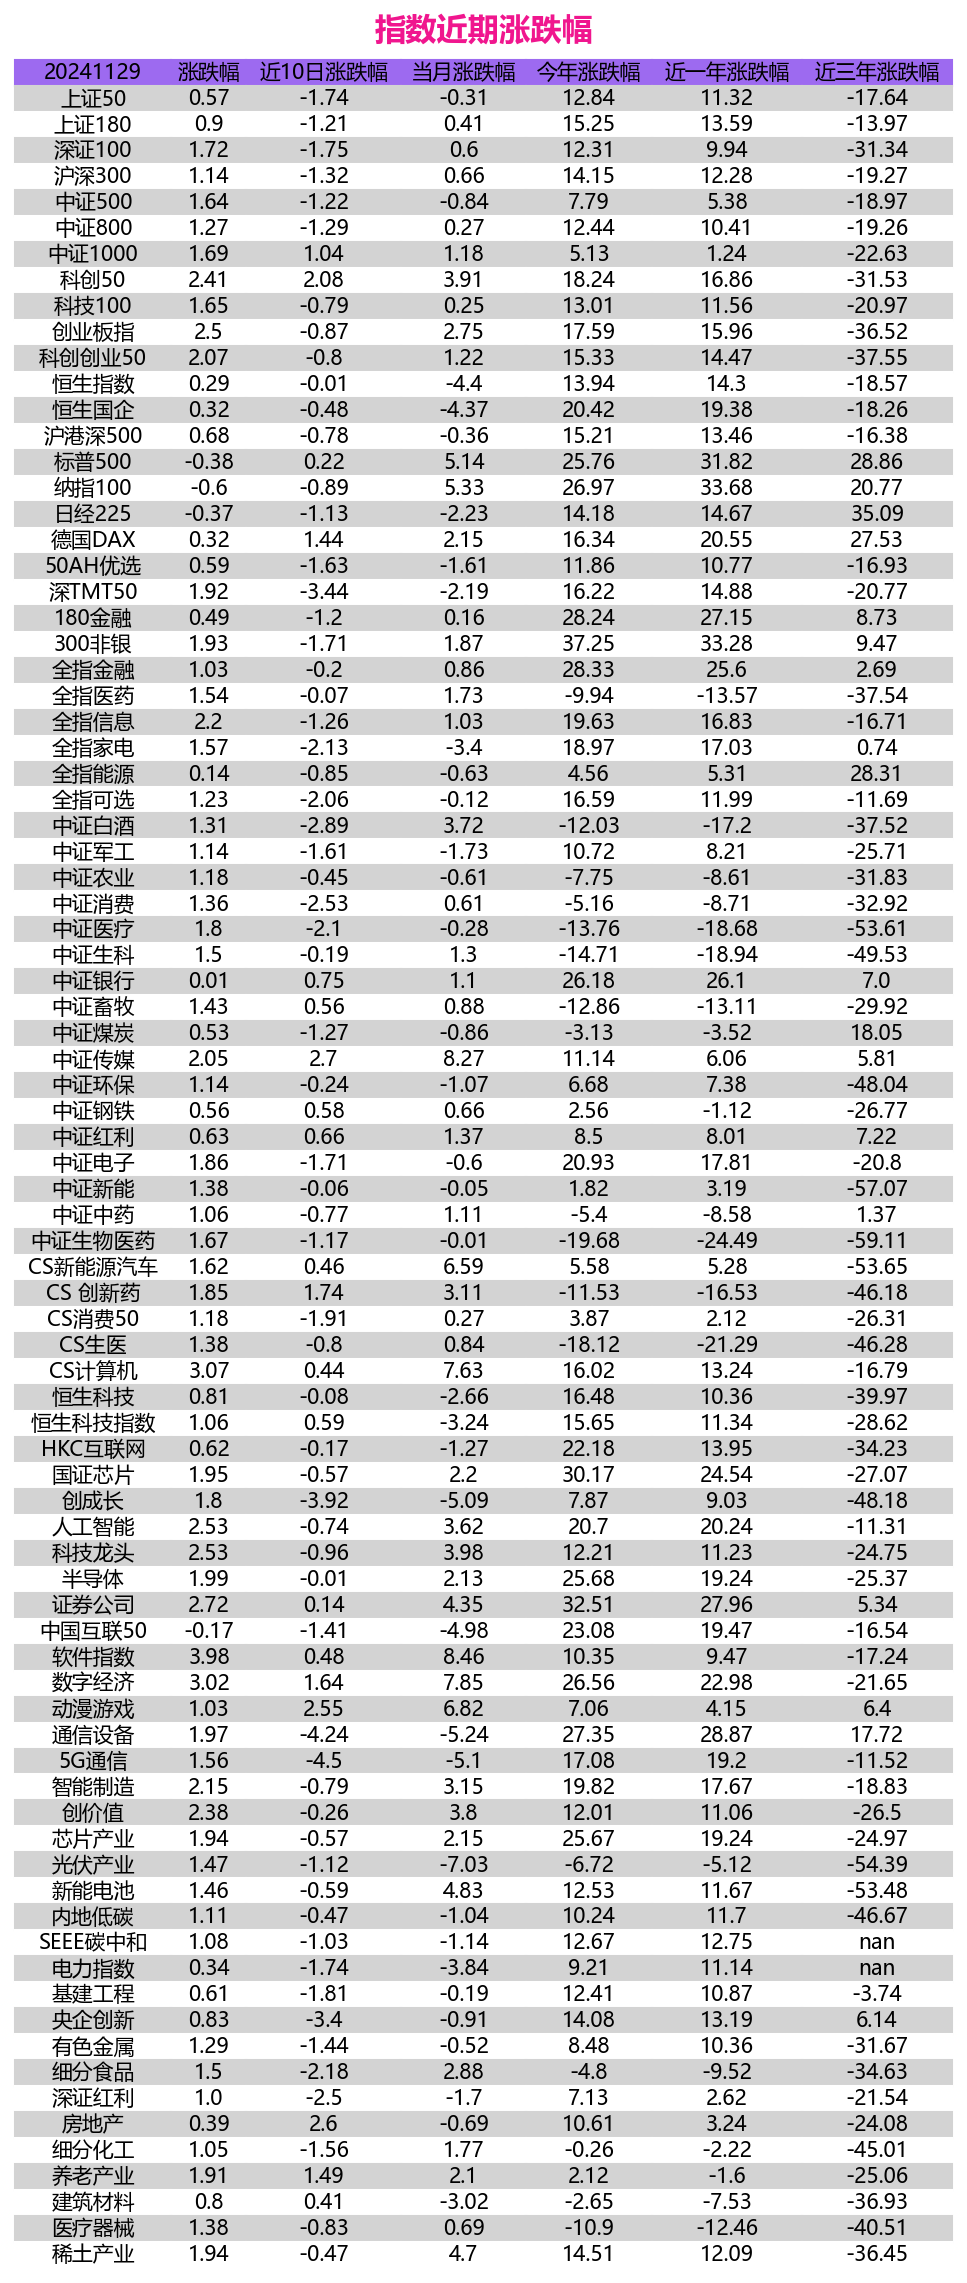 指数近期涨跌幅
20241129 涨跌幅 近10日涨跌幅 当月涨跌幅 今年涨跌幅 近一年涨跌幅 近三年涨跌幅
上证50 0.57 -1.74 -0.31 12.84 11.32 -17.64
上证180 0.9 -1.21 0.41 15.25 13.59 -13.97
深证100 1.72 -1.75 0.6 12.31 9.94 -31.34
沪深300 1.14 -1.32 0.66 14.15 12.28 -19.27
中证500 1.64 -1.22 -0.84 7.79 5.38 -18.97
中证800 1.27 -1.29 0.27 12.44 10.41 -19.26
中证1000 1.69 1.04 1.18 5.13 1.24 -22.63
科创50 2.41 2.08 3.91 18.24 16.86 -31.53
科技100 1.65 -0.79 0.25 13.01 11.56 -20.97
创业板指 2.5 -0.87 2.75 17.59 15.96 -36.52
科创创业50 2.07 -0.8 1.22 15.33 14.47 -37.55
恒生指数 0.29 -0.01 -4.4 13.94 14.3 -18.57
恒生国企 0.32 -0.48 -4.37 20.42 19.38 -18.26
沪港深500 0.68 -0.78 -0.36 15.21 13.46 -16.38
标普500 -0.38 0.22 5.14 25.76 31.82 28.86
纳指100 -0.6 -0.89 5.33 26.97 33.68 20.77
日经225 -0.37 -1.13 -2.23 14.18 14.67 35.09
德国DAX 0.32 1.44 2.15 16.34 20.55 27.53
50AH优选 0.59 -1.63 -1.61 11.86 10.77 -16.93
深TMT50 1.92 -3.44 -2.19 16.22 14.88 -20.77
180金融 0.49 -1.2 0.16 28.24 27.15 8.73
300非银 1.93 -1.71 1.87 37.25 33.28 9.47
全指金融 1.03 -0.2 0.86 28.33 25.6 2.69
全指医药 1.54 -0.07 1.73 -9.94 -13.57 -37.54
全指信息 2.2 -1.26 1.03 19.63 16.83 -16.71
全指家电 1.57 -2.13 -3.4 18.97 17.03 0.74
全指能源 0.14 -0.85 -0.63 4.56 5.31 28.31
全指可选 1.23 -2.06 -0.12 16.59 11.99 -11.69
中证白酒 1.31 -2.89 3.72 -12.03 -17.2 -37.52
中证军工 1.14 -1.61 -1.73 10.72 8.21 -25.71
中证农业 1.18 -0.45 -0.61 -7.75 -8.61 -31.83
中证消费 1.36 -2.53 0.61 -5.16 -8.71 -32.92
中证医疗 1.8 -2.1 -0.28 -13.76 -18.68 -53.61
中证生科 1.5 -0.19 1.3 -14.71 -18.94 -49.53
中证银行 0.01 0.75 1.1 26.18 26.1 7.0
中证畜牧 1.43 0.56 0.88 -12.86 -13.11 -29.92
中证煤炭 0.53 -1.27 -0.86 -3.13 -3.52 18.05
中证传媒 2.05 2.7 8.27 11.14 6.06 5.81
中证环保 1.14 -0.24 -1.07 6.68 7.38 -48.04
中证钢铁 0.56 0.58 0.66 2.56 -1.12 -26.77
中证红利 0.63 0.66 1.37 8.5 8.01 7.22
中证电子 1.86 -1.71 -0.6 20.93 17.81 -20.8
中证新能 1.38 -0.06 -0.05 1.82 3.19 -57.07
中证中药 1.06 -0.77 1.11 -5.4 -8.58 1.37
中证生物医药 1.67 -1.17 -0.01 -19.68 -24.49 -59.11
CS新能源汽车 1.62 0.46 6.59 5.58 5.28 -53.65
CS 创新药 1.85 1.74 3.11 -11.53 -16.53 -46.18
CS消费50 1.18 -1.91 0.27 3.87 2.12 -26.31
CS生医 1.38 -0.8 0.84 -18.12 -21.29 -46.28
CS计算机 3.07 0.44 7.63 16.02 13.24 -16.79
恒生科技 0.81 -0.08 -2.66 16.48 10.36 -39.97
恒生科技指数 1.06 0.59 -3.24 15.65 11.34 -28.62
HKC互联网 0.62 -0.17 -1.27 22.18 13.95 -34.23
国证芯片 1.95 -0.57 2.2 30.17 24.54 -27.07
创成长 1.8 -3.92 -5.09 7.87 9.03 -48.18
人工智能 2.53 -0.74 3.62 20.7 20.24 -11.31
科技龙头 2.53 -0.96 3.98 12.21 11.23 -24.75
半导体 1.99 -0.01 2.13 25.68 19.24 -25.37
证券公司 2.72 0.14 4.35 32.51 27.96 5.34
中国互联50 -0.17 -1.41 -4.98 23.08 19.47 -16.54
软件指数 3.98 0.48 8.46 10.35 9.47 -17.24
数字经济 3.02 1.64 7.85 26.56 22.98 -21.65
动漫游戏 1.03 2.55 6.82 7.06 4.15 6.4
通信设备 1.97 -4.24 -5.24 27.35 28.87 17.72
5G通信 1.56 -4.5 -5.1 17.08 19.2 -11.52
智能制造 2.15 -0.79 3.15 19.82 17.67 -18.83
创价值 2.38 -0.26 3.8 12.01 11.06 -26.5
芯片产业 1.94 -0.57 2.15 25.67 19.24 -24.97
光伏产业 1.47 -1.12 -7.03 -6.72 -5.12 -54.39
新能电池 1.46 -0.59 4.83 12.53 11.67 -53.48
内地低碳 1.11 -0.47 -1.04 10.24 11.7 -46.67
SEEE碳中和 1.08 -1.03 -1.14 12.67 12.75 nan
电力指数 0.34 -1.74 -3.84 9.21 11.14 nan
基建工程 0.61 -1.81 -0.19 12.41 10.87 -3.74
央企创新 0.83 -3.4 -0.91 14.08 13.19 6.14
有色金属 1.29 -1.44 -0.52 8.48 10.36 -31.67
细分食品 1.5 -2.18 2.88 -4.8 -9.52 -34.63
深证红利 1.0 -2.5 -1.7 7.13 2.62 -21.54
房地产 0.39 2.6 -0.69 10.61 3.24 -24.08
细分化工 1.05 -1.56 1.77 -0.26 -2.22 -45.01
养老产业 1.91 1.49 2.1 2.12 -1.6 -25.06
建筑材料 0.8 0.41 -3.02 -2.65 -7.53 -36.93
医疗器械 1.38 -0.83 0.69 -10.9 -12.46 -40.51
稀土产业 1.94 -0.47 4.7 14.51 12.09 -36.45